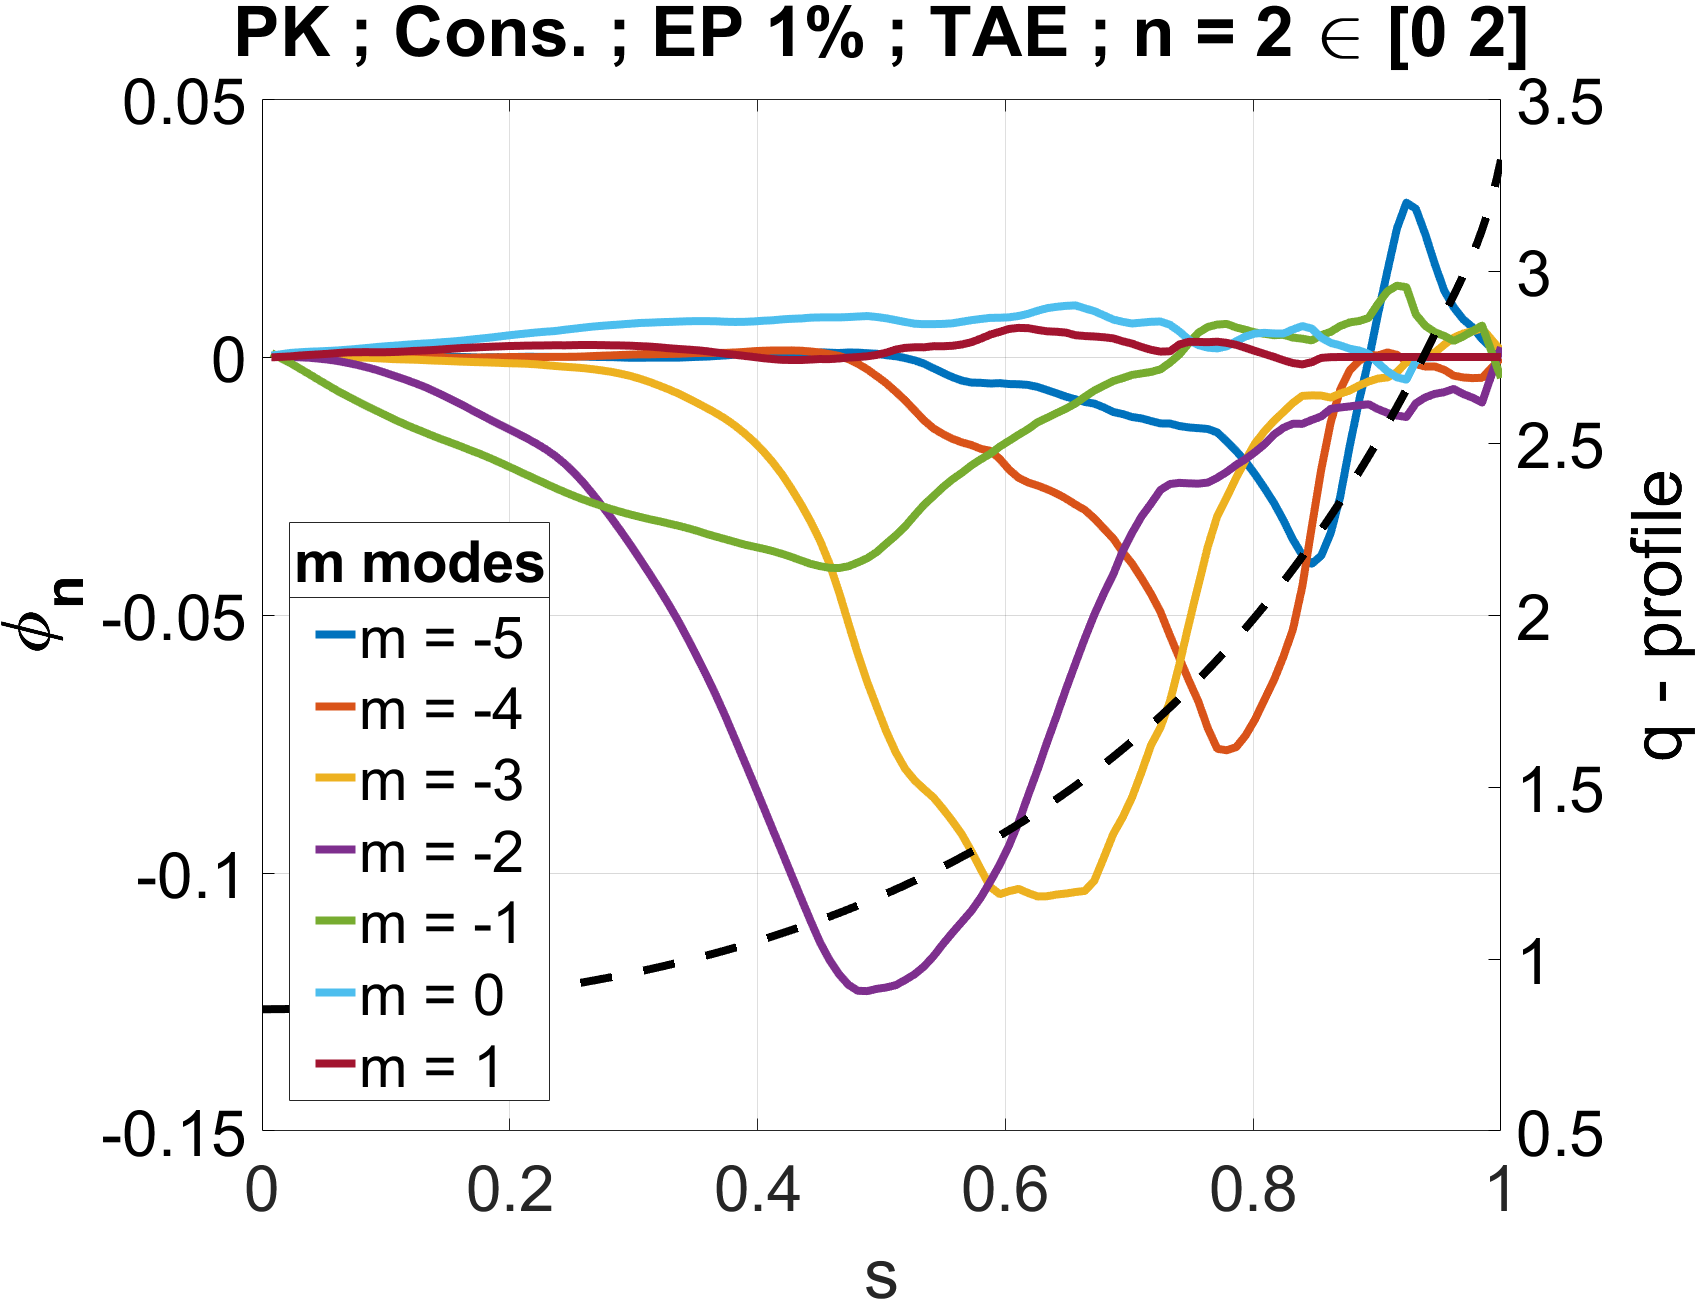 PK ; Cons. ; EP 1% ; TAE ; n = 2 ∈ [0 2]
0.05
0
-0.05
-0.1
-0.15
ϕn
3.5
3
2.5
2
1.5
1
0.5
q - profile
m modes
m = -5
m = -4
m = -3
m = -2
m = -1
m = 0
m = 1
0 0.2 0.4 0.6 0.8 1
s